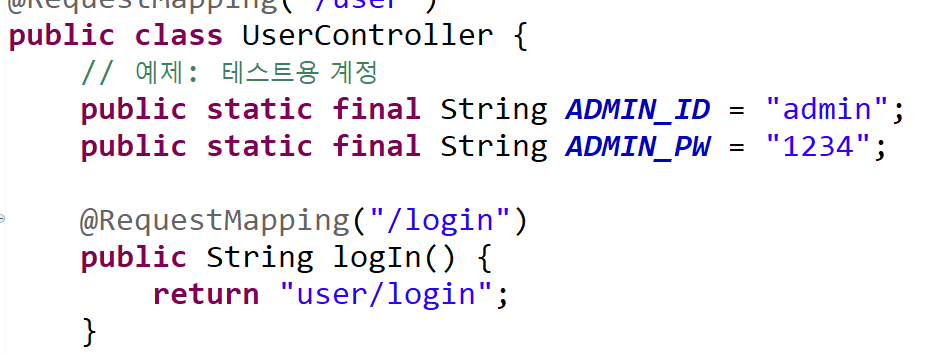 @RequestMapping("/user")
public class UserController {
// 예제: 테스트용 계정
public static final String ADMIN_ID = "admin";
public static final String ADMIN_PW = "1234";
@RequestMapping("/login")
public String logIn() {
return "user/login";
}